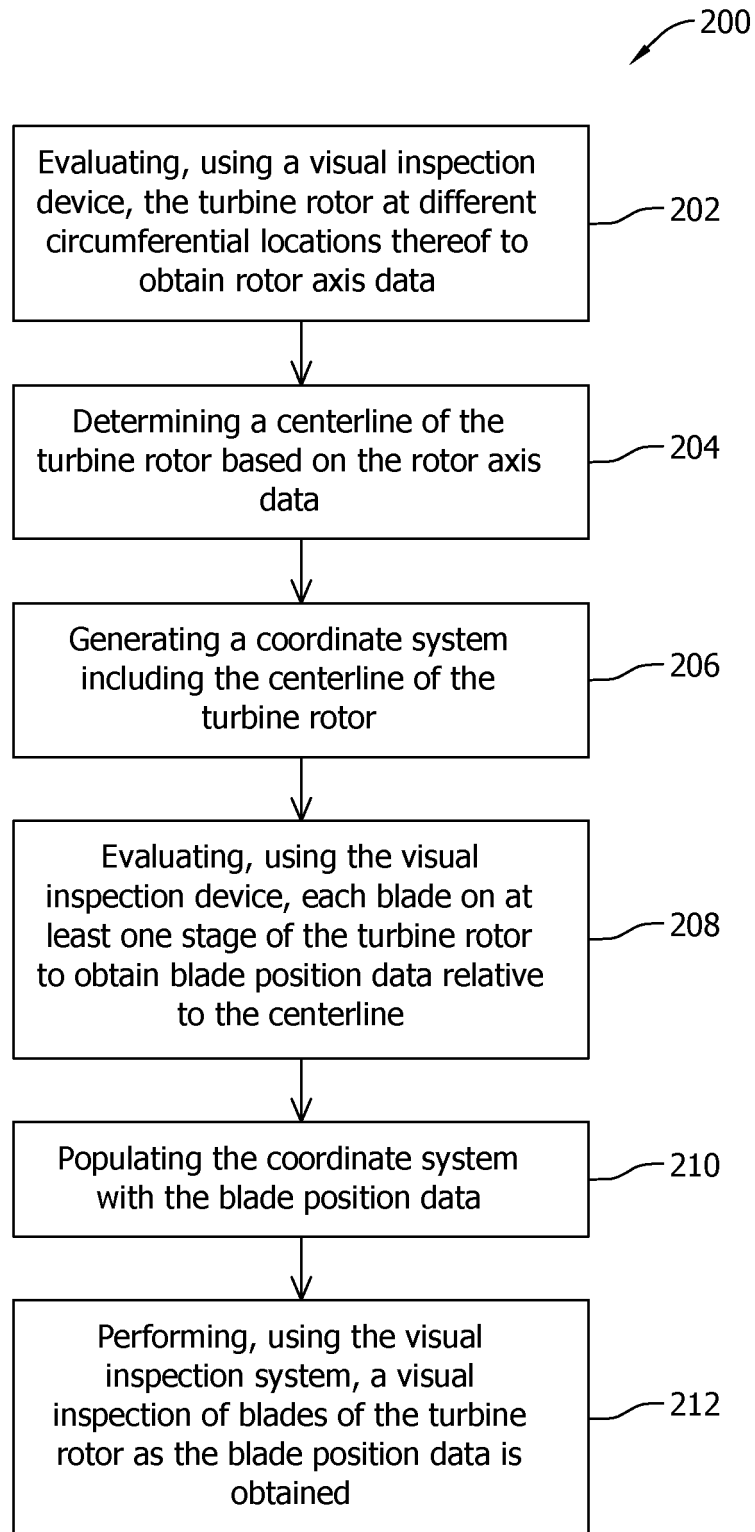 200
Evaluating, using a visual inspection
device, the turbine rotor at different
circumferential locations thereof to
obtain rotor axis data
202
Determining a centerline of the
turbine rotor based on the rotor axis
data
204
Generating a coordinate system
including the centerline of the
turbine rotor
206
Evaluating, using the visual
inspection device, each blade on at
least one stage of the turbine rotor
to obtain blade position data relative
to the centerline
208
Populating the coordinate system
with the blade position data
210
Performing, using the visual
inspection system, a visual
inspection of blades of the turbine
rotor as the blade position data is
obtained
212